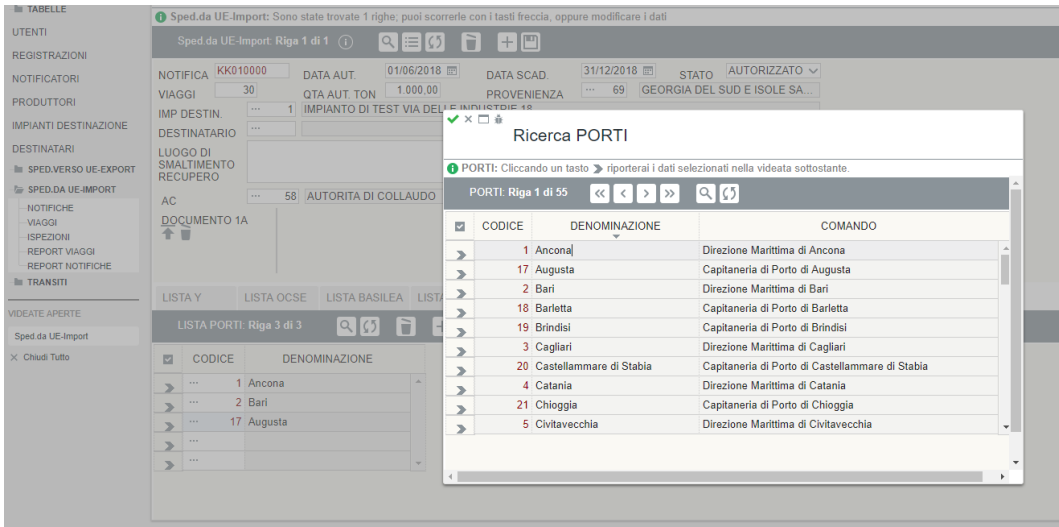 TABELLE
UTENTI
REGISTRAZIONI
NOTIFICATORI
PRODUTTORI
IMPIANTI DESTINAZIONE
DESTINATARI
SPED.VERSO UE-EXPORT
SPED.DA UE-IMPORT
NOTIFICHE
VIAGGI
ISPEZIONI
REPORT VIAGGI
REPORT NOTIFICHE
TRANSITI
VIDEATE APERTE
Sped.da UE-Import
Chiudi Tutto
Sped.da UE-Import: Sono state trovate 1 righe; puoi scorrerle con i tasti freccia, oppure modificare i dati
Sped.da UE-Import: Riga 1 di 1
NOTIFICA KK010000 DATA AUT. 01/06/2018 DATA SCAD. 31/12/2018 STATO AUTORIZZATO
VIAGGI 30 QTA AUT. TON 1.000,00 PROVENIENZA ... 69 GEORGIA DEL SUD E ISOLE SA...
IMP DESTIN. ... 1 IMPIANTO DI TEST VIA DELLE INDUSTRIE 18
DESTINATARIO ...
LUOGO DI
SMALTIMENTO
RECUPERO
AC ... 58 AUTORITA DI COLLAUDO
DOCUMENTO 1A
LISTA Y LISTA OCSE LISTA BASILEA
LISTA PORTI: Riga 3 di 3
CODICE DENOMINAZIONE
... 1 Ancona
... 2 Bari
... 17 Augusta
...
...
Ricerca PORTI
PORTI: Cliccando un tasto riporterai i dati selezionati nella videata sottostante.
PORTI: Riga 1 di 55
CODICE DENOMINAZIONE COMANDO
1 Ancona Direzione Marittima di Ancona
17 Augusta Capitaneria di Porto di Augusta
2 Bari Direzione Marittima di Bari
18 Barletta Capitaneria di Porto di Barletta
19 Brindisi Capitaneria di Porto di Brindisi
3 Cagliari Direzione Marittima di Cagliari
20 Castellammare di Stabia Capitaneria di Porto di Castellammare di Stabia
4 Catania Direzione Marittima di Catania
21 Chioggia Capitaneria di Porto di Chioggia
5 Civitavecchia Direzione Marittima di Civitavecchia